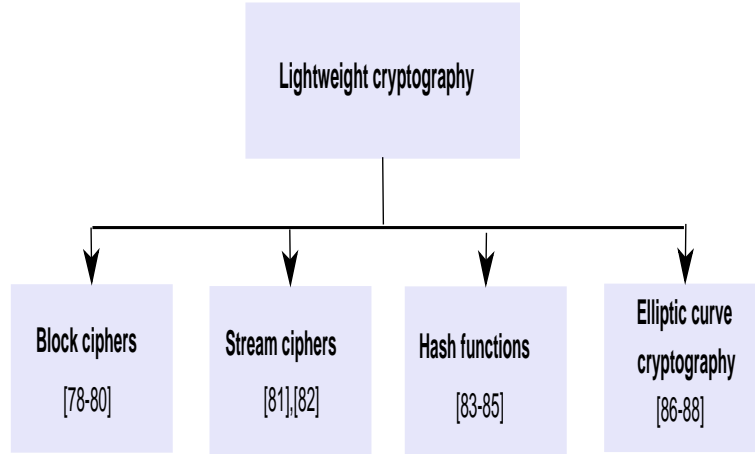 Lightweight cryptography
Block ciphers
[78-80]
Stream ciphers
[81],[82]
Hash functions
[83-85]
Elliptic curve
cryptography
[86-88]